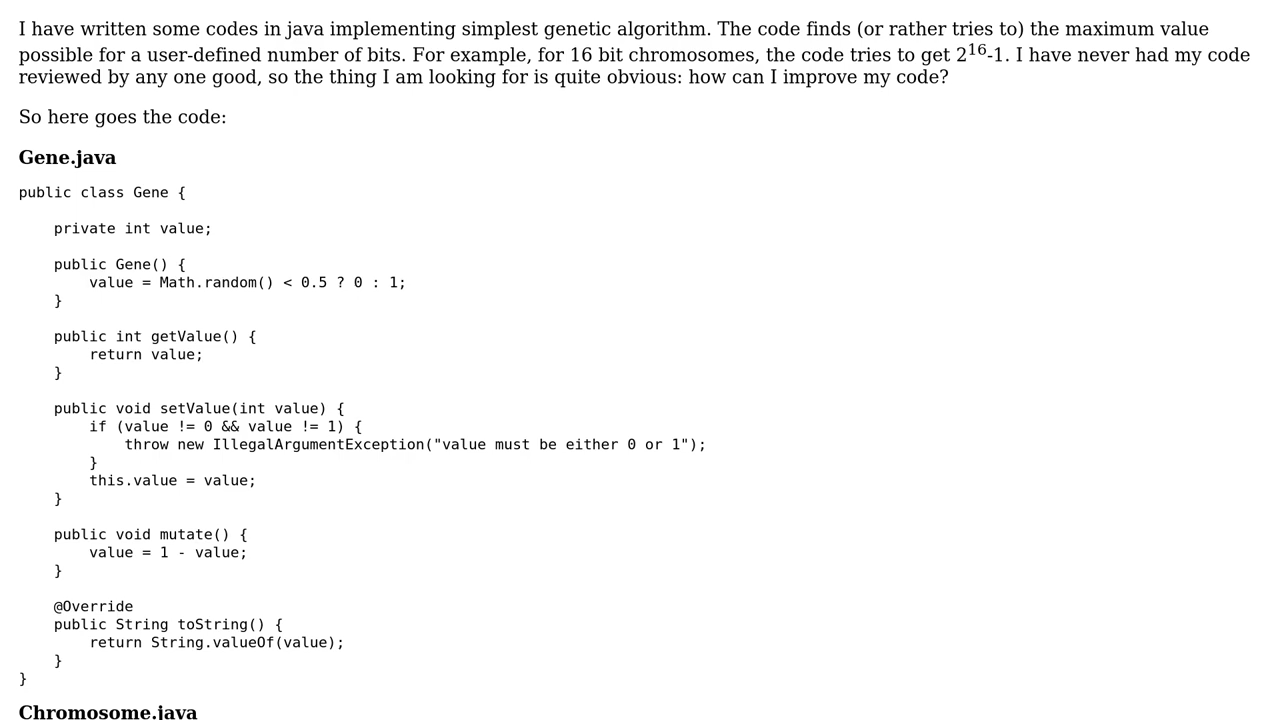 I have written some codes in java implementing simplest genetic algorithm. The code finds (or rather tries to) the maximum value
possible for a user-defined number of bits. For example, for 16 bit chromosomes, the code tries to get 2^16-1. I have never had my code
reviewed by any one good, so the thing I am looking for is quite obvious: how can I improve my code?
So here goes the code:
Gene.java
public class Gene {
    private int value;
    public Gene() {
        value = Math.random() < 0.5 ? 0 : 1;
    }
    public int getValue() {
        return value;
    }
    public void setValue(int value) {
        if (value != 0 && value != 1) {
            throw new IllegalArgumentException("value must be either 0 or 1");
        }
        this.value = value;
    }
    public void mutate() {
        value = 1 - value;
    }
    @Override
    public String toString() {
        return String.valueOf(value);
    }
}
Chromosome.java